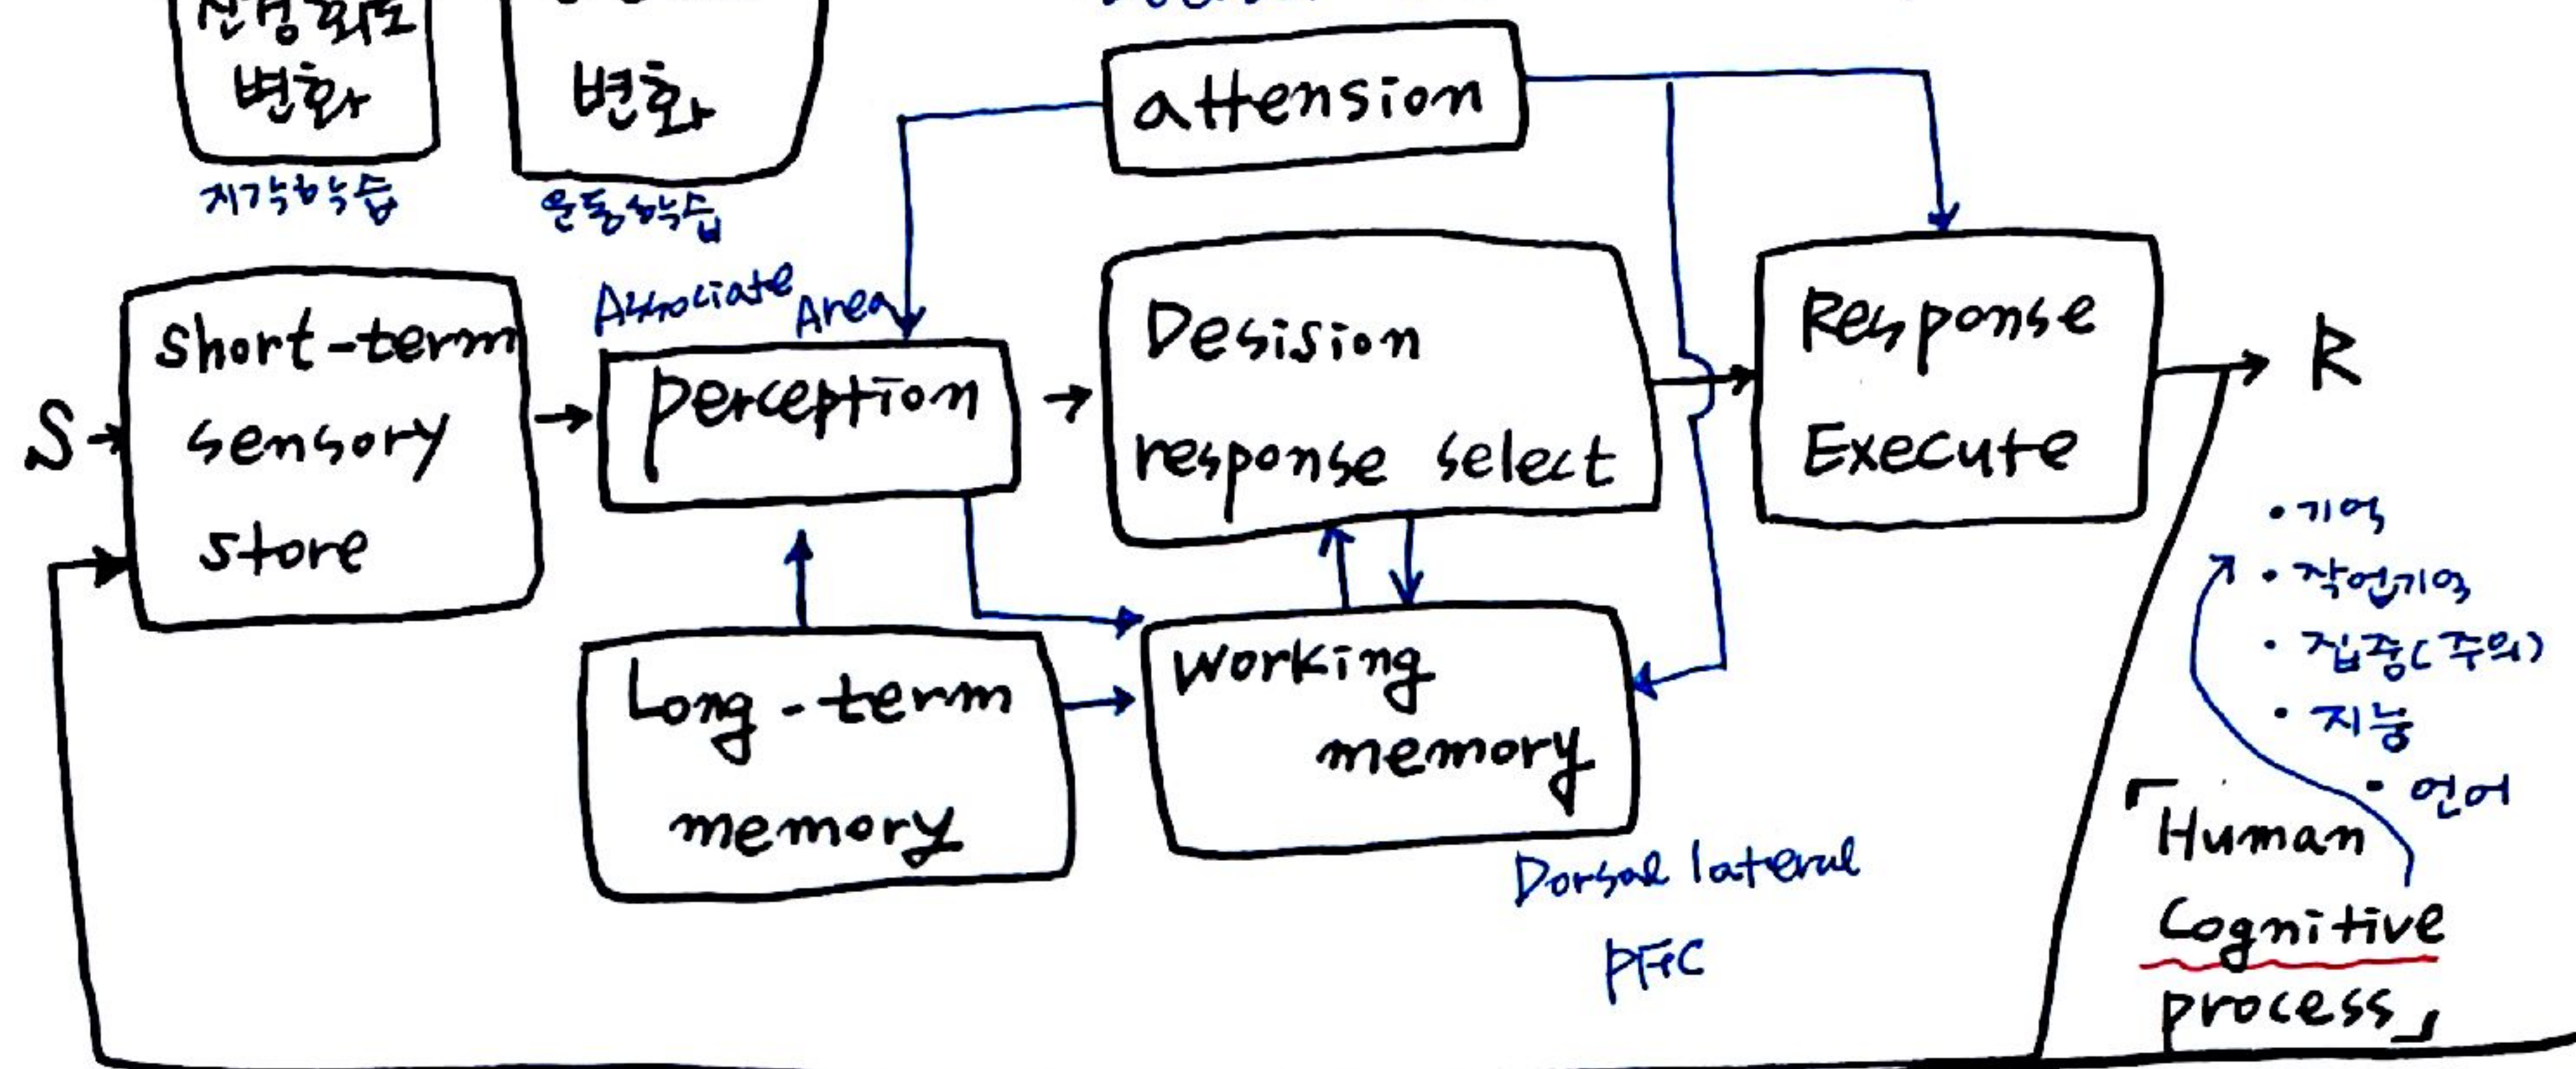 변화
변화
지각학습
운동학습
attension
Associate Area
S
short-term
sensory
store
perception
Desision
response select
Response
Execute
R
Long-term
memory
working
memory
Dorsal lateral
PFC
• 기억
• 작업기억
• 집중(주의)
• 지능
• 언어
「Human
Cognitive
process」